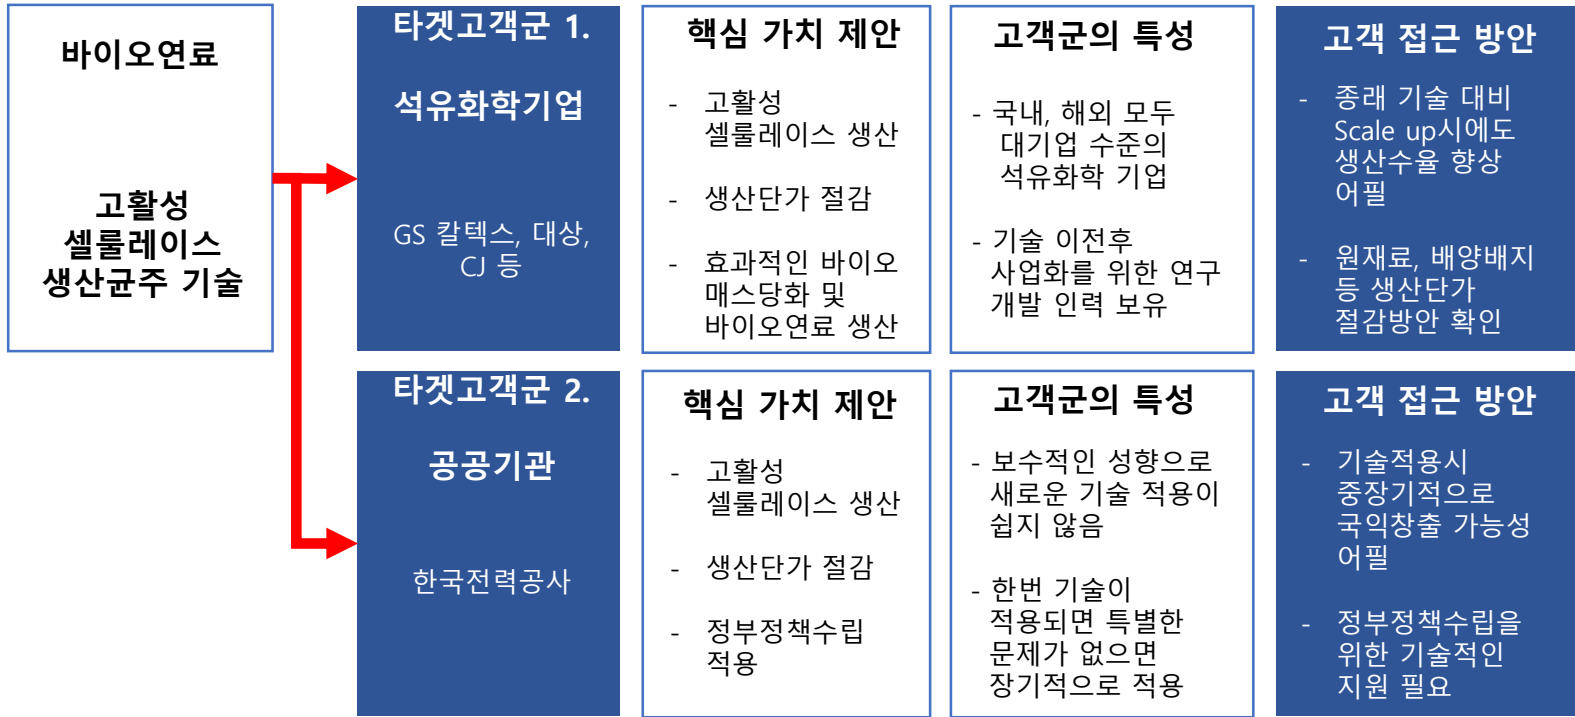 바이오연료
고활성
셀룰레이스
생산균주 기술
타겟고객군 1.
석유화학기업
GS 칼텍스, 대상,
CJ 등
핵심 가치 제안
- 고활성
셀룰레이스 생산
- 생산단가 절감
- 효과적인 바이오
매스당화 및
바이오연료 생산
고객군의 특성
- 국내, 해외 모두
대기업 수준의
석유화학 기업
- 기술 이전후
사업화를 위한 연구
개발 인력 보유
고객 접근 방안
- 종래 기술 대비
Scale up시에도
생산수율 향상
어필
- 원재료, 배양배지
등 생산단가
절감방안 확인
타겟고객군 2.
공공기관
한국전력공사
핵심 가치 제안
- 고활성
셀룰레이스 생산
- 생산단가 절감
- 정부정책수립
적용
고객군의 특성
- 보수적인 성향으로
새로운 기술 적용이
쉽지 않음
- 한번 기술이
적용되면 특별한
문제가 없으면
장기적으로 적용
고객 접근 방안
- 기술적용시
중장기적으로
국익창출 가능성
어필
- 정부정책수립을
위한 기술적인
지원 필요